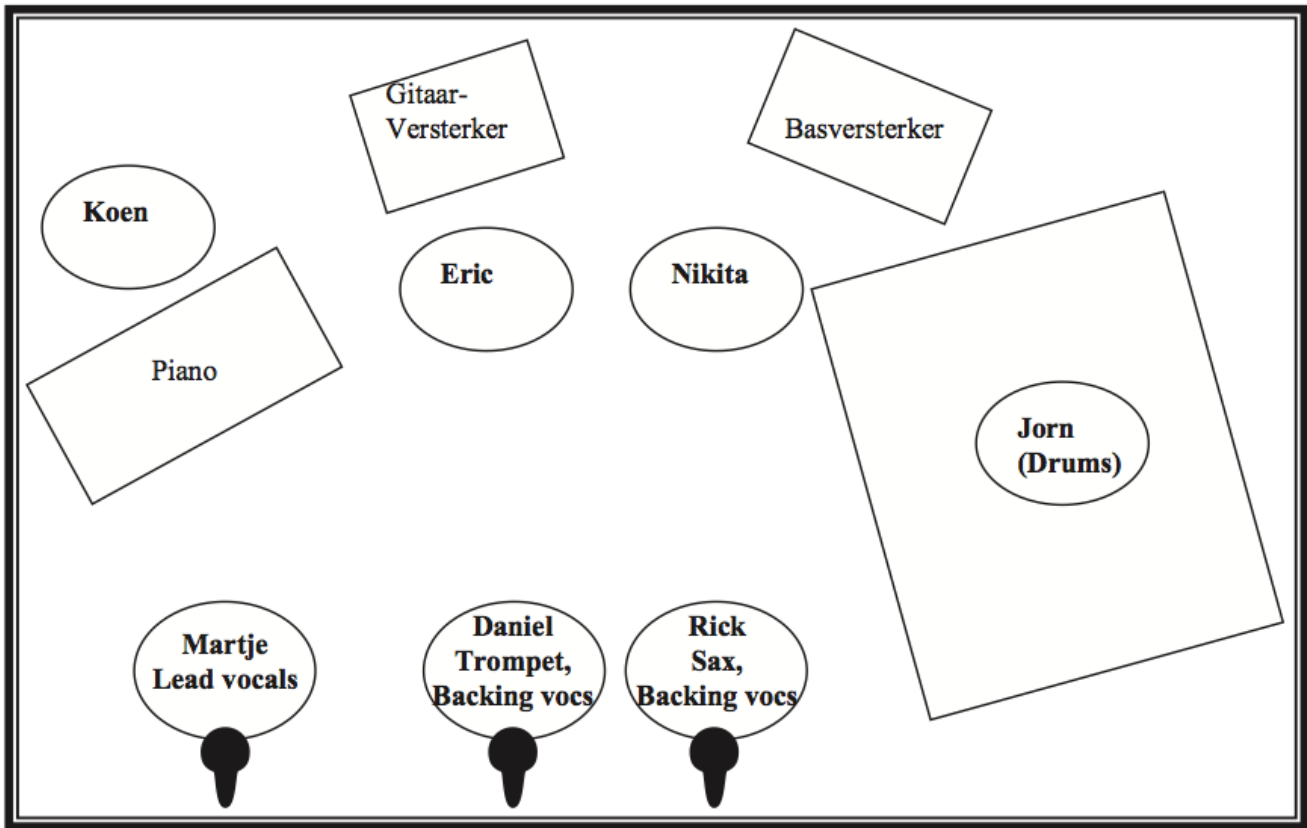 Gitaar-
Versterker
Basversterker
Koen
Eric
Nikita
Piano
Jorn
(Drums)
Martje
Lead vocals
Daniel
Trompet,
Backing vocs
Rick
Sax,
Backing vocs